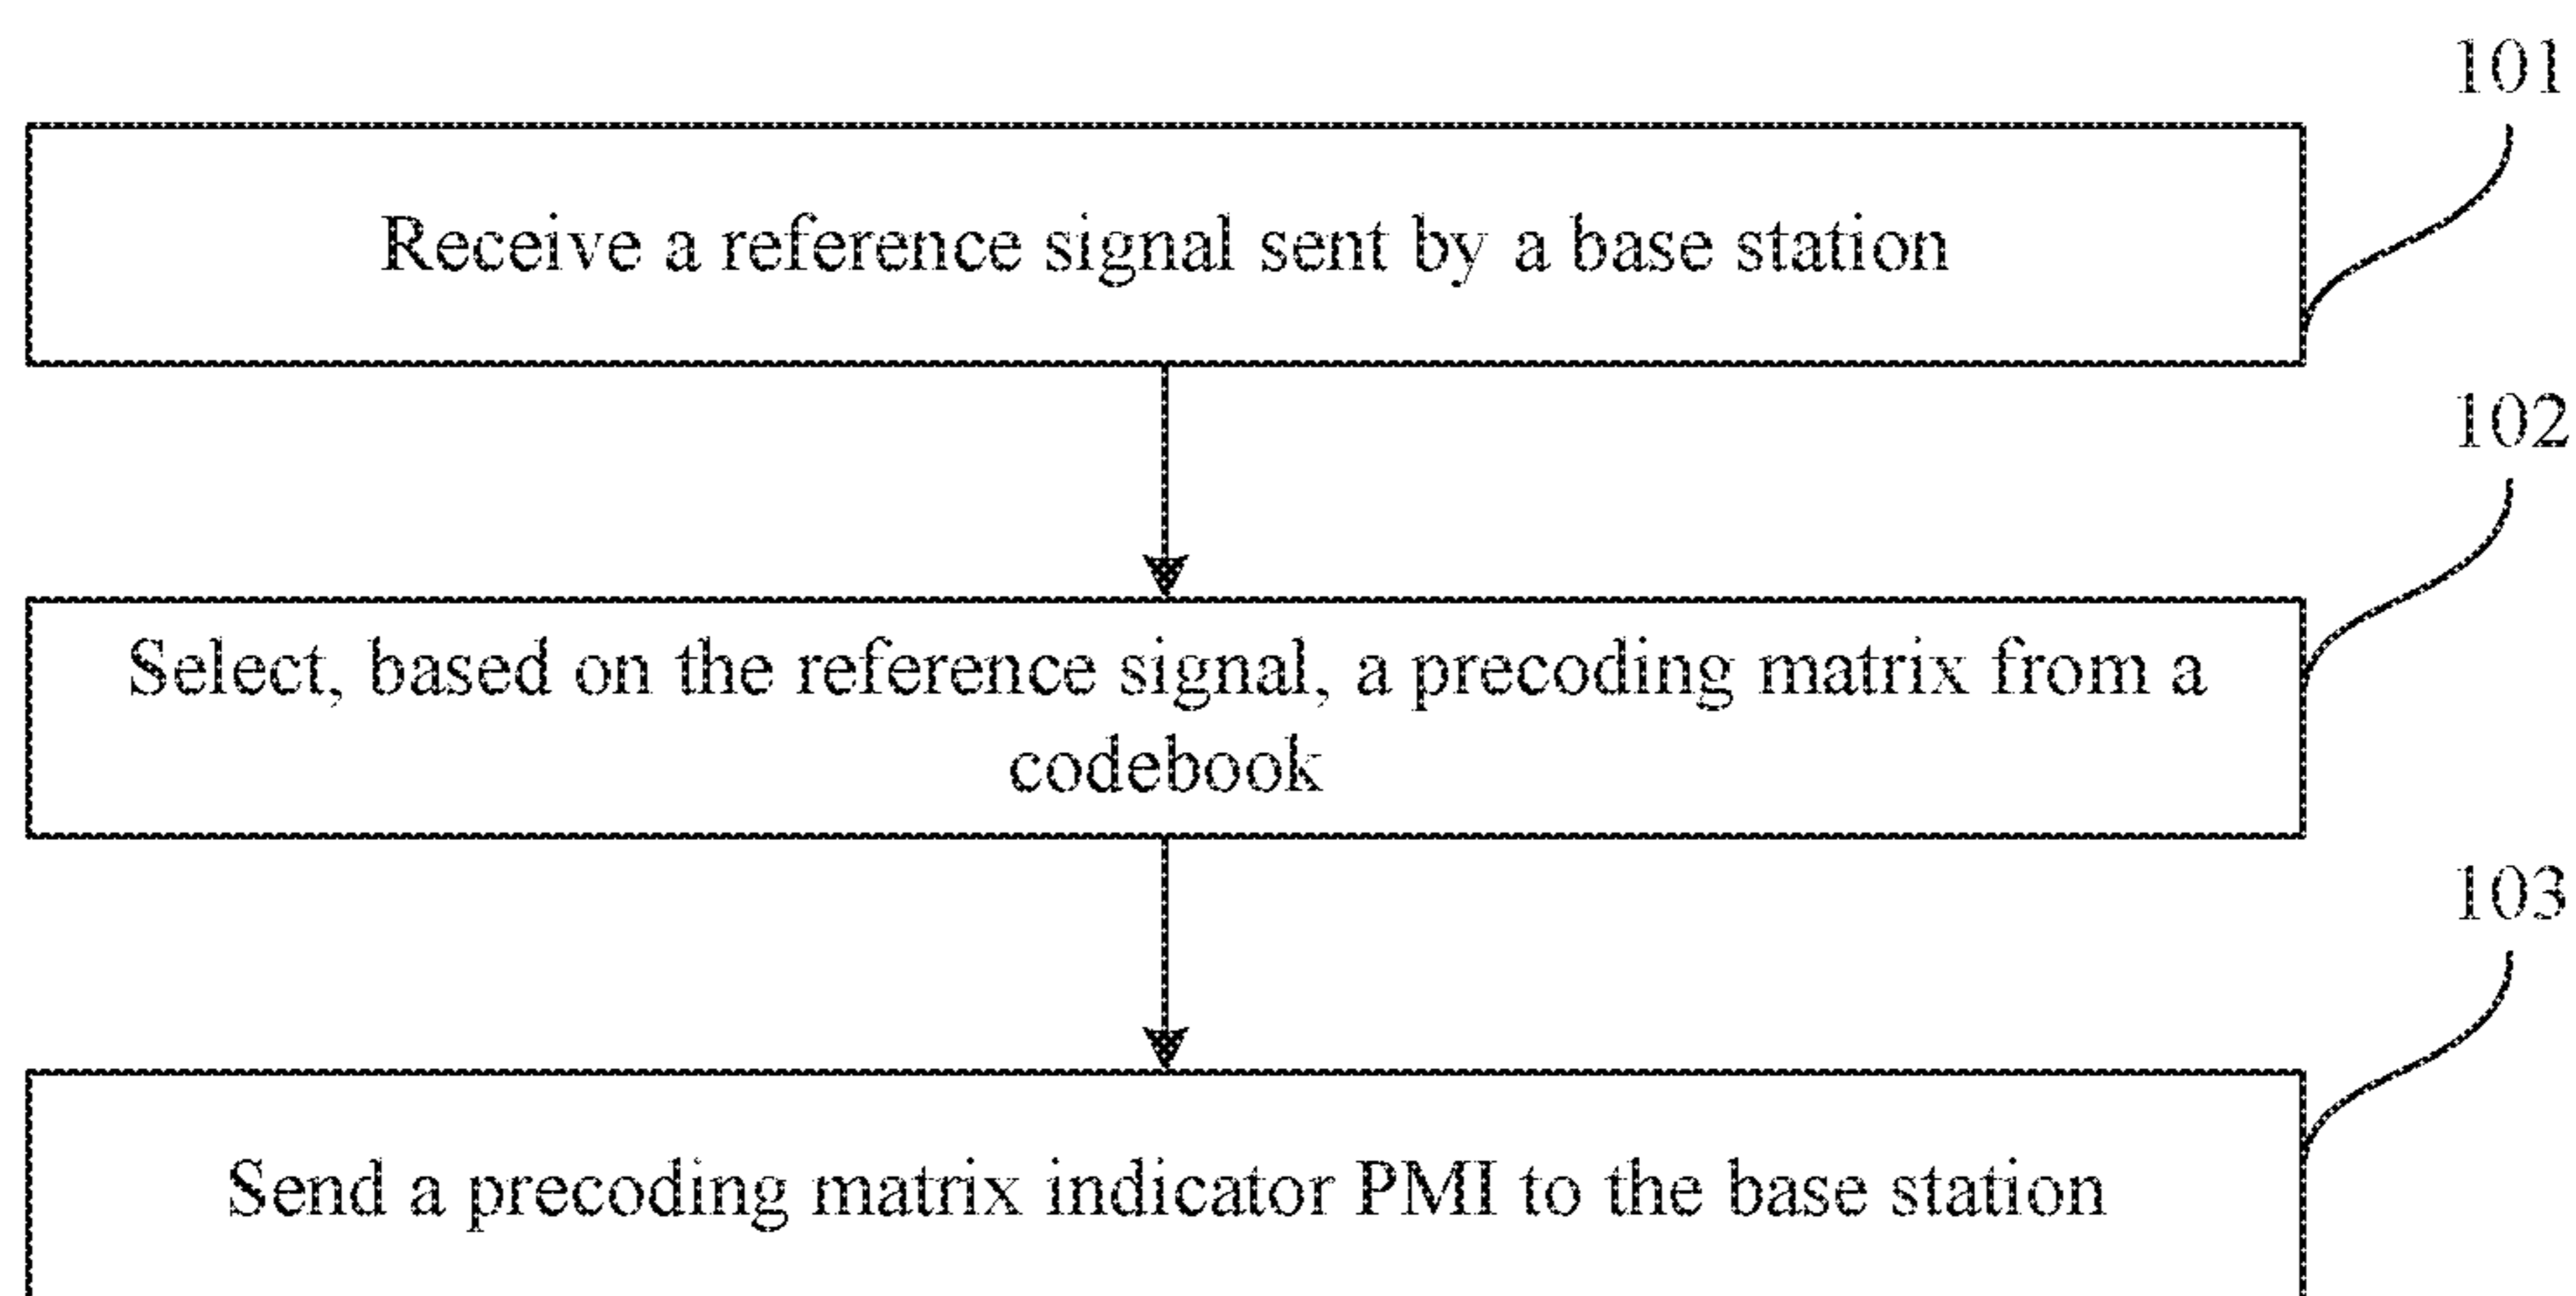 101
Receive a reference signal sent by a base station
102
Select, based on the reference signal, a precoding matrix from a
codebook
103
Send a precoding matrix indicator PMI to the base station